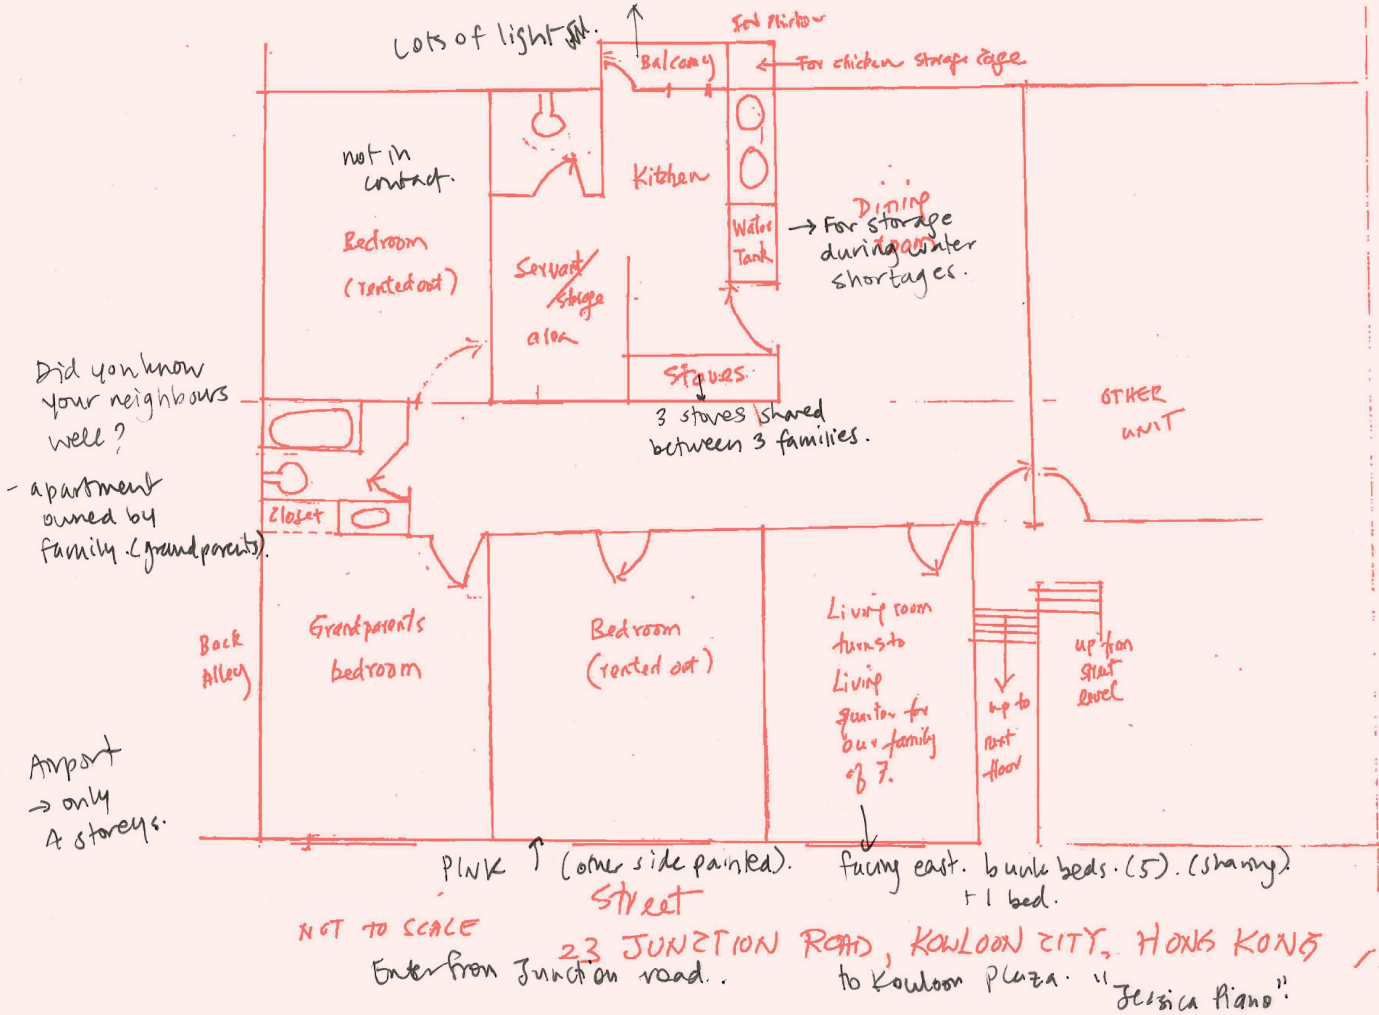 Lots of light
Balcony
For chicken storage cage
not in
contact.
Bedroom
(rented out)
Kitchen
Servant/
storage
area
Water
Tank
Dining
room
→ For storage
during water
shortages.
Stoves
3 stoves shared
between 3 families.
OTHER
UNIT
Did you know
your neighbours
well?
- apartment
owned by
family. (grandparents).
Closet
Back
Alley
Grandparents
bedroom
Bedroom
(rented out)
Living room
turns to
Living
quarter for
our family
of 7.
up to
next
floor
up from
street
level
Airport
→ only
4 storeys.
PINK ↑ (other side painted).
facing east. bunk beds. (5). (sharing).
+ 1 bed.
Street
NOT TO SCALE
23 JUNCTION ROAD, KOWLOON CITY, HONG KONG
Enter from Junction road.
to Kowloon Plaza. "Jessica Piano".